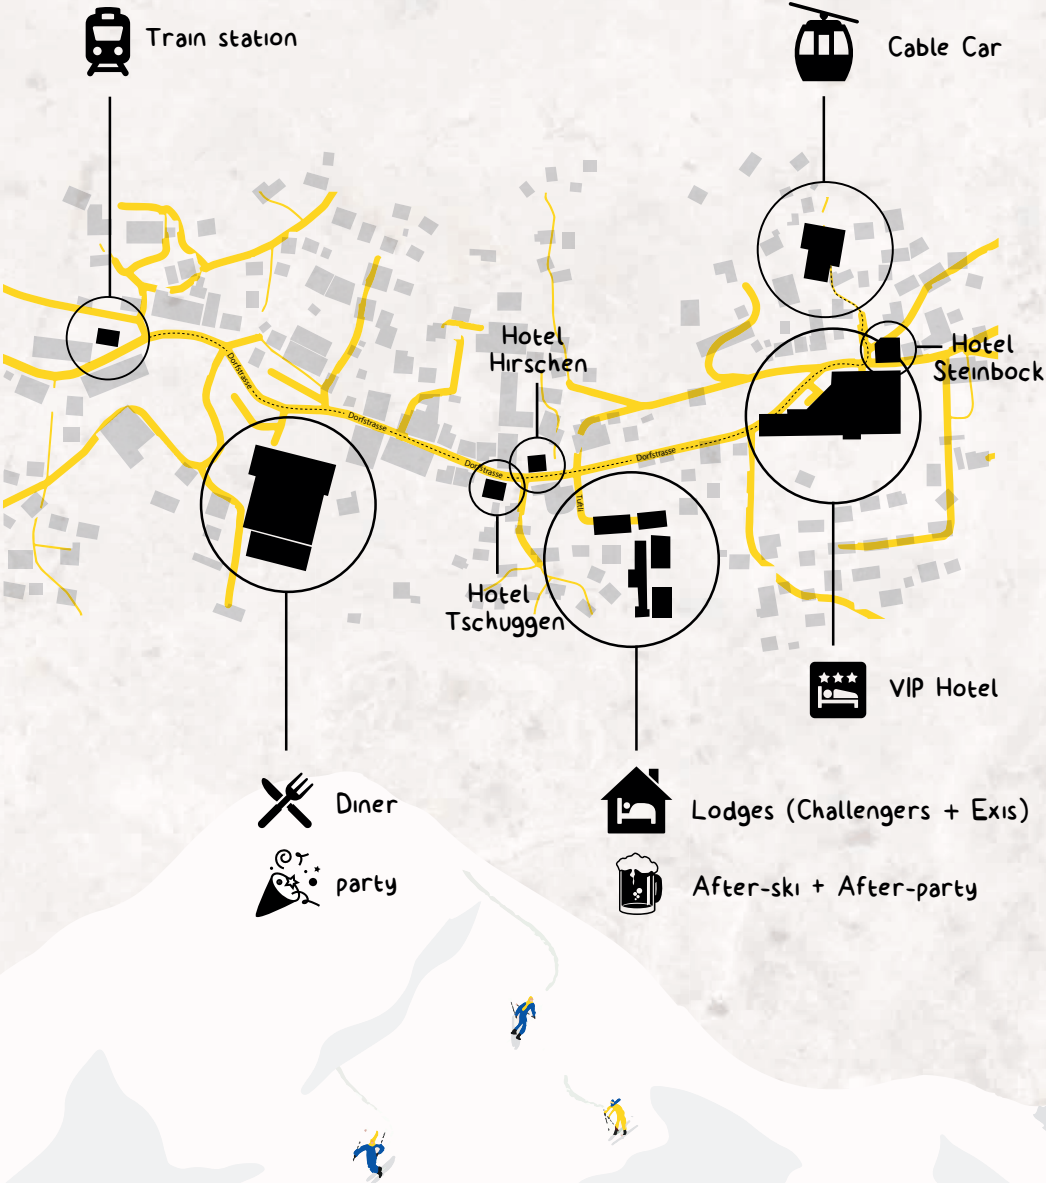 Train station
Cable Car
Hotel
Hirschen
Hotel
Steinbock
Dorfstrasse
Dorfstrasse
Dorfstrasse
Dorfstrasse
Tuftli
Hotel
Tschuggen
VIP Hotel
Diner
Lodges (Challengers + Exis)
party
After-ski + After-party